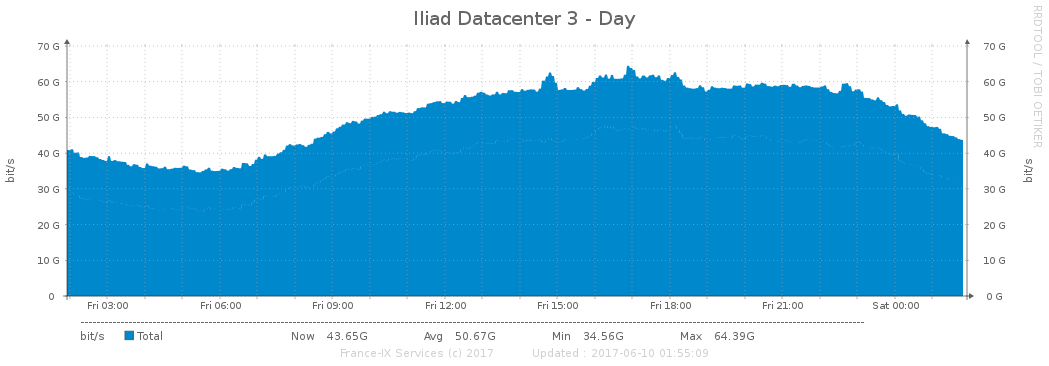 Iliad Datacenter 3 - Day
RRDTOOL / TOBI OETIKER
70 G 70 G
60 G 60 G
50 G 50 G
40 G 40 G
30 G 30 G
20 G 20 G
10 G 10 G
0 0 G
bit/s bit/s
Fri 03:00 Fri 06:00 Fri 09:00 Fri 12:00 Fri 15:00 Fri 18:00 Fri 21:00 Sat 00:00
bit/s Total Now 43.65G Avg 50.67G Min 34.56G Max 64.39G
France-IX Services (c) 2017 Updated : 2017-06-10 01:55:09